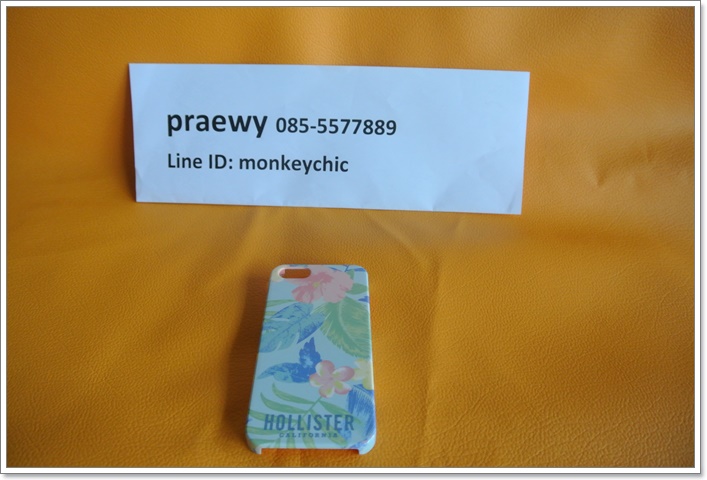 praewy 085-5577889
Line ID: monkeychic
HOLLISTER
CALIFORNIA